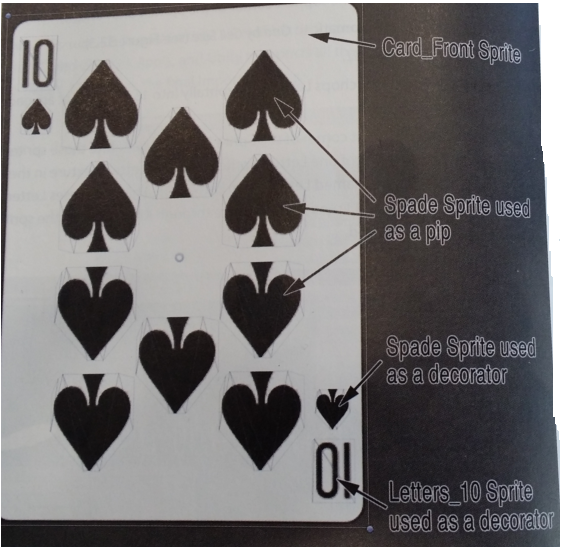 10
Card_Front Sprite
Spade Sprite used
as a pip
Spade Sprite used
as a decorator
10
Letters_10 Sprite
used as a decorator